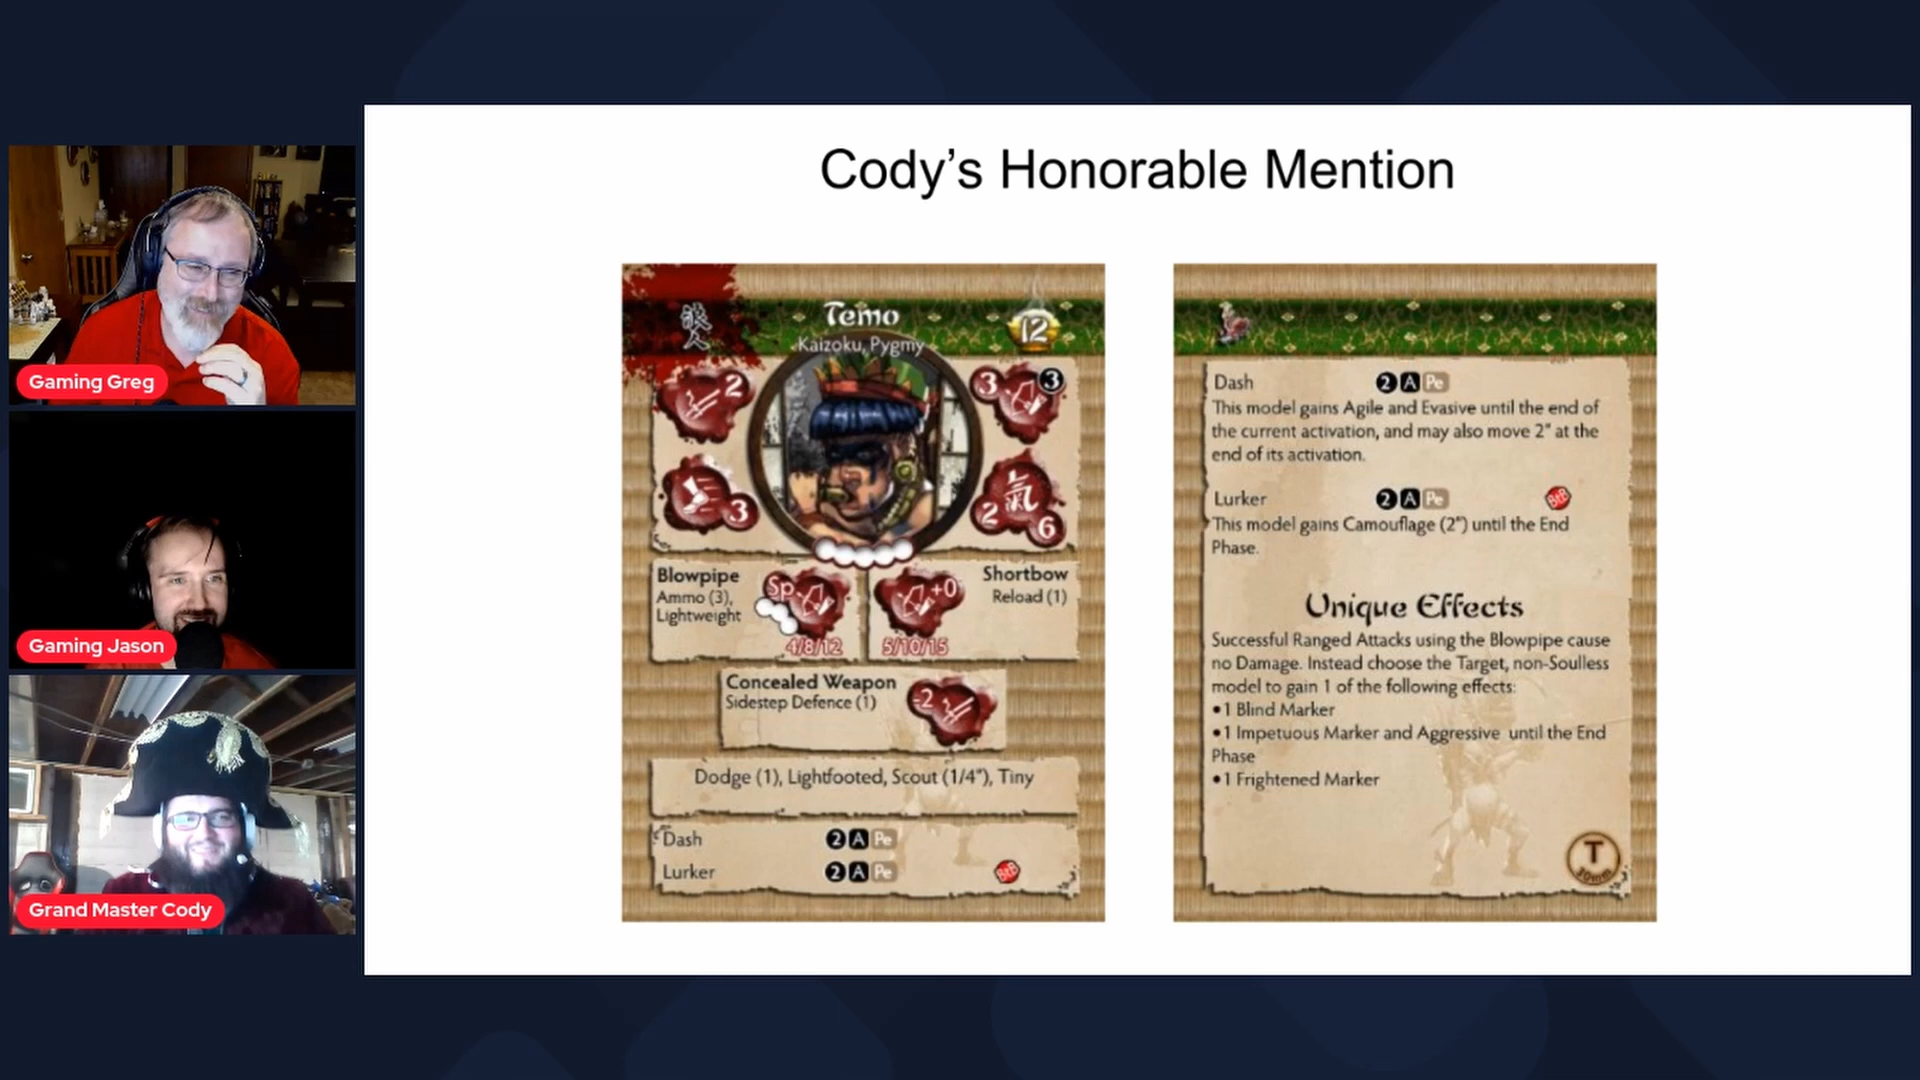 Cody's Honorable Mention
Gaming Greg
Gaming Jason
Grand Master Cody
浪人
Temo
12
Kaizoku, Pygmy
2
3
3
3
氣
2
6
Blowpipe
Ammo (3),
Lightweight
Sp
4/8/12
+0
5/10/15
Shortbow
Reload (1)
Concealed Weapon
Sidestep Defence (1)
-2
Dodge (1), Lightfooted, Scout (1/4"), Tiny
Dash 2 A Pe
Lurker 2 A Pe BtB
Dash 2 A Pe
This model gains Agile and Evasive until the end of
the current activation, and may also move 2" at the
end of its activation.
Lurker 2 A Pe BtB
This model gains Camouflage (2") until the End
Phase.
Unique Effects
Successful Ranged Attacks using the Blowpipe cause
no Damage. Instead choose the Target, non-Soulless
model to gain 1 of the following effects:
•1 Blind Marker
•1 Impetuous Marker and Aggressive until the End
Phase
•1 Frightened Marker
T
30mm